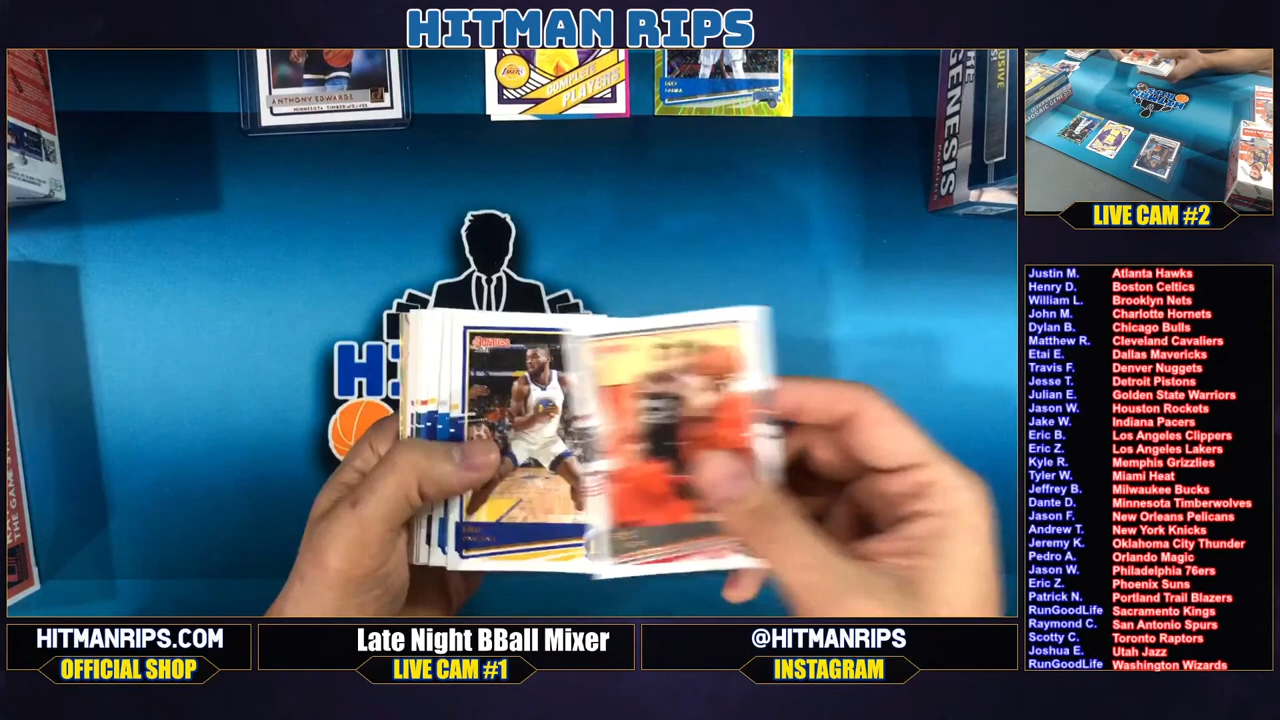 HITMAN RIPS
ANTHONY EDWARDS
MINNESOTA TIMBERWOLVES
LAKERS
COMPLETE
PLAYERS
GENESIS
GENESIS
THE GAME
Donruss
LIVE CAM #2
Justin M. Atlanta Hawks
Henry D. Boston Celtics
William L. Brooklyn Nets
John M. Charlotte Hornets
Dylan B. Chicago Bulls
Matthew R. Cleveland Cavaliers
Etai E. Dallas Mavericks
Travis F. Denver Nuggets
Jesse T. Detroit Pistons
Julian E. Golden State Warriors
Jason W. Houston Rockets
Jake W. Indiana Pacers
Eric B. Los Angeles Clippers
Eric Z. Los Angeles Lakers
Kyle R. Memphis Grizzlies
Tyler W. Miami Heat
Jeffrey B. Milwaukee Bucks
Dante D. Minnesota Timberwolves
Jason F. New Orleans Pelicans
Andrew T. New York Knicks
Jeremy K. Oklahoma City Thunder
Pedro A. Orlando Magic
Jason W. Philadelphia 76ers
Eric Z. Phoenix Suns
Patrick N. Portland Trail Blazers
RunGoodLife Sacramento Kings
Raymond C. San Antonio Spurs
Scotty C. Toronto Raptors
Joshua E. Utah Jazz
RunGoodLife Washington Wizards
HITMANRIPS.COM
OFFICIAL SHOP
Late Night BBall Mixer
LIVE CAM #1
@HITMANRIPS
INSTAGRAM